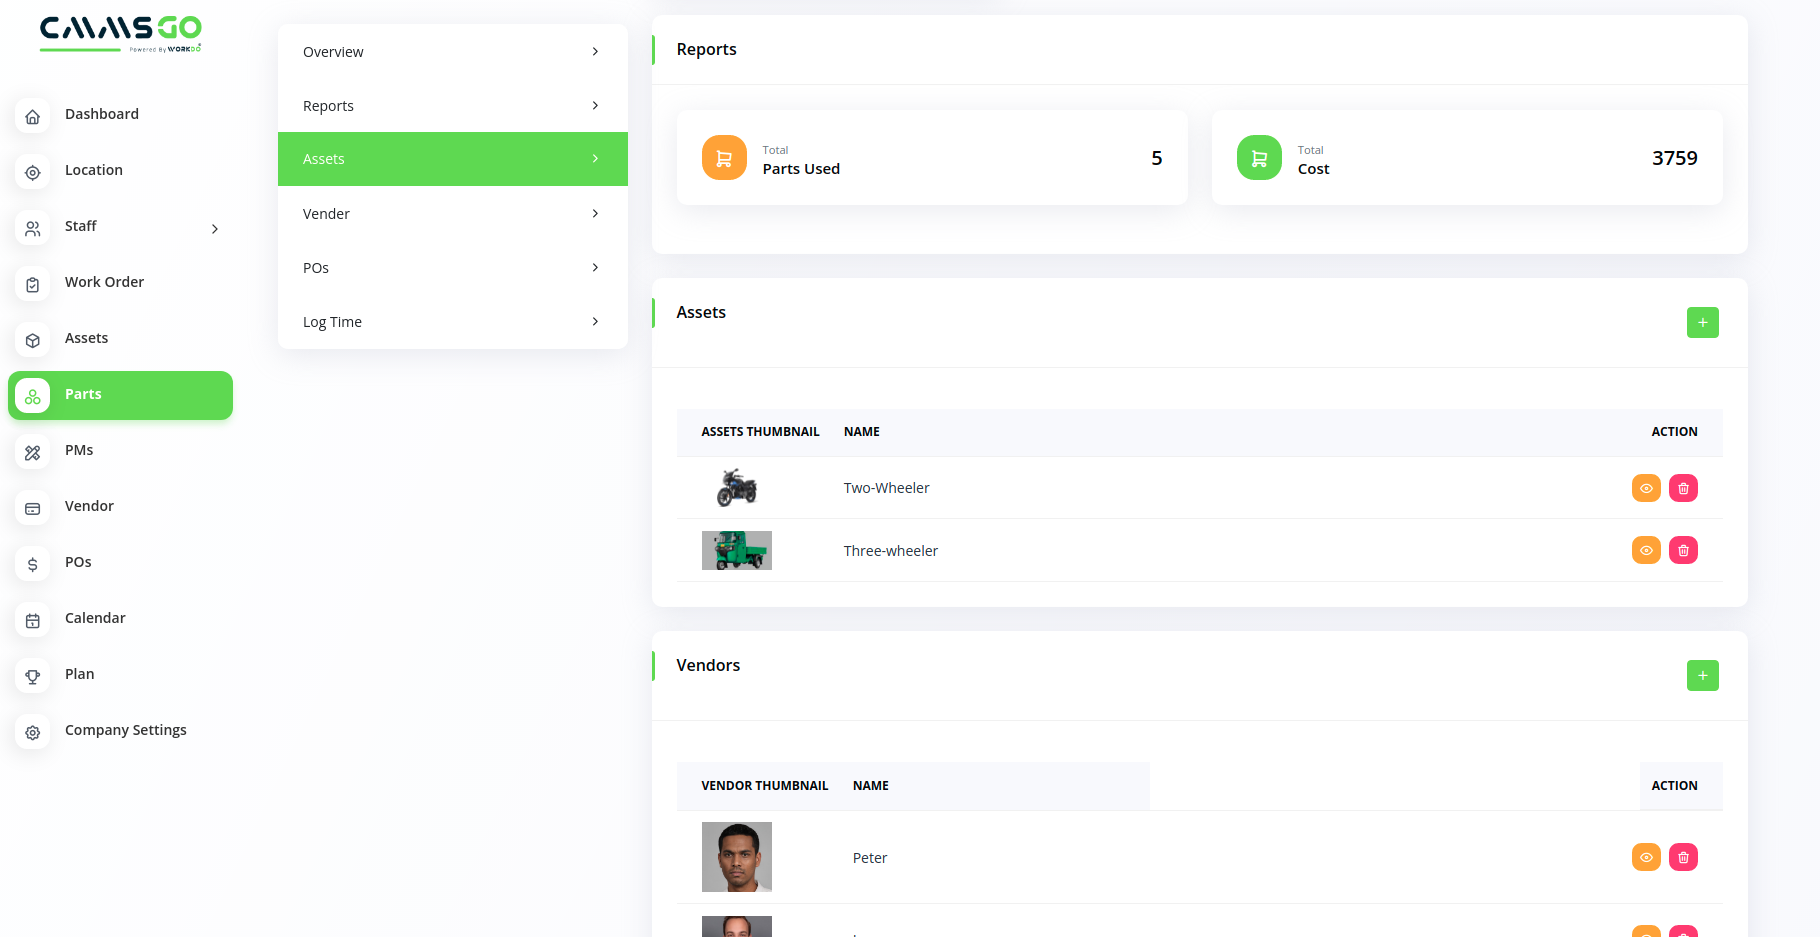 CMMSGO
Powered By WORKDO
Dashboard
Location
Staff
Work Order
Assets
Parts
PMs
Vendor
POs
Calendar
Plan
Company Settings
Overview
Reports
Assets
Vender
POs
Log Time
Reports
Total
Parts Used
5
Total
Cost
3759
Assets
+
ASSETS THUMBNAIL NAME ACTION
Two-Wheeler
Three-wheeler
Vendors
+
VENDOR THUMBNAIL NAME ACTION
Peter